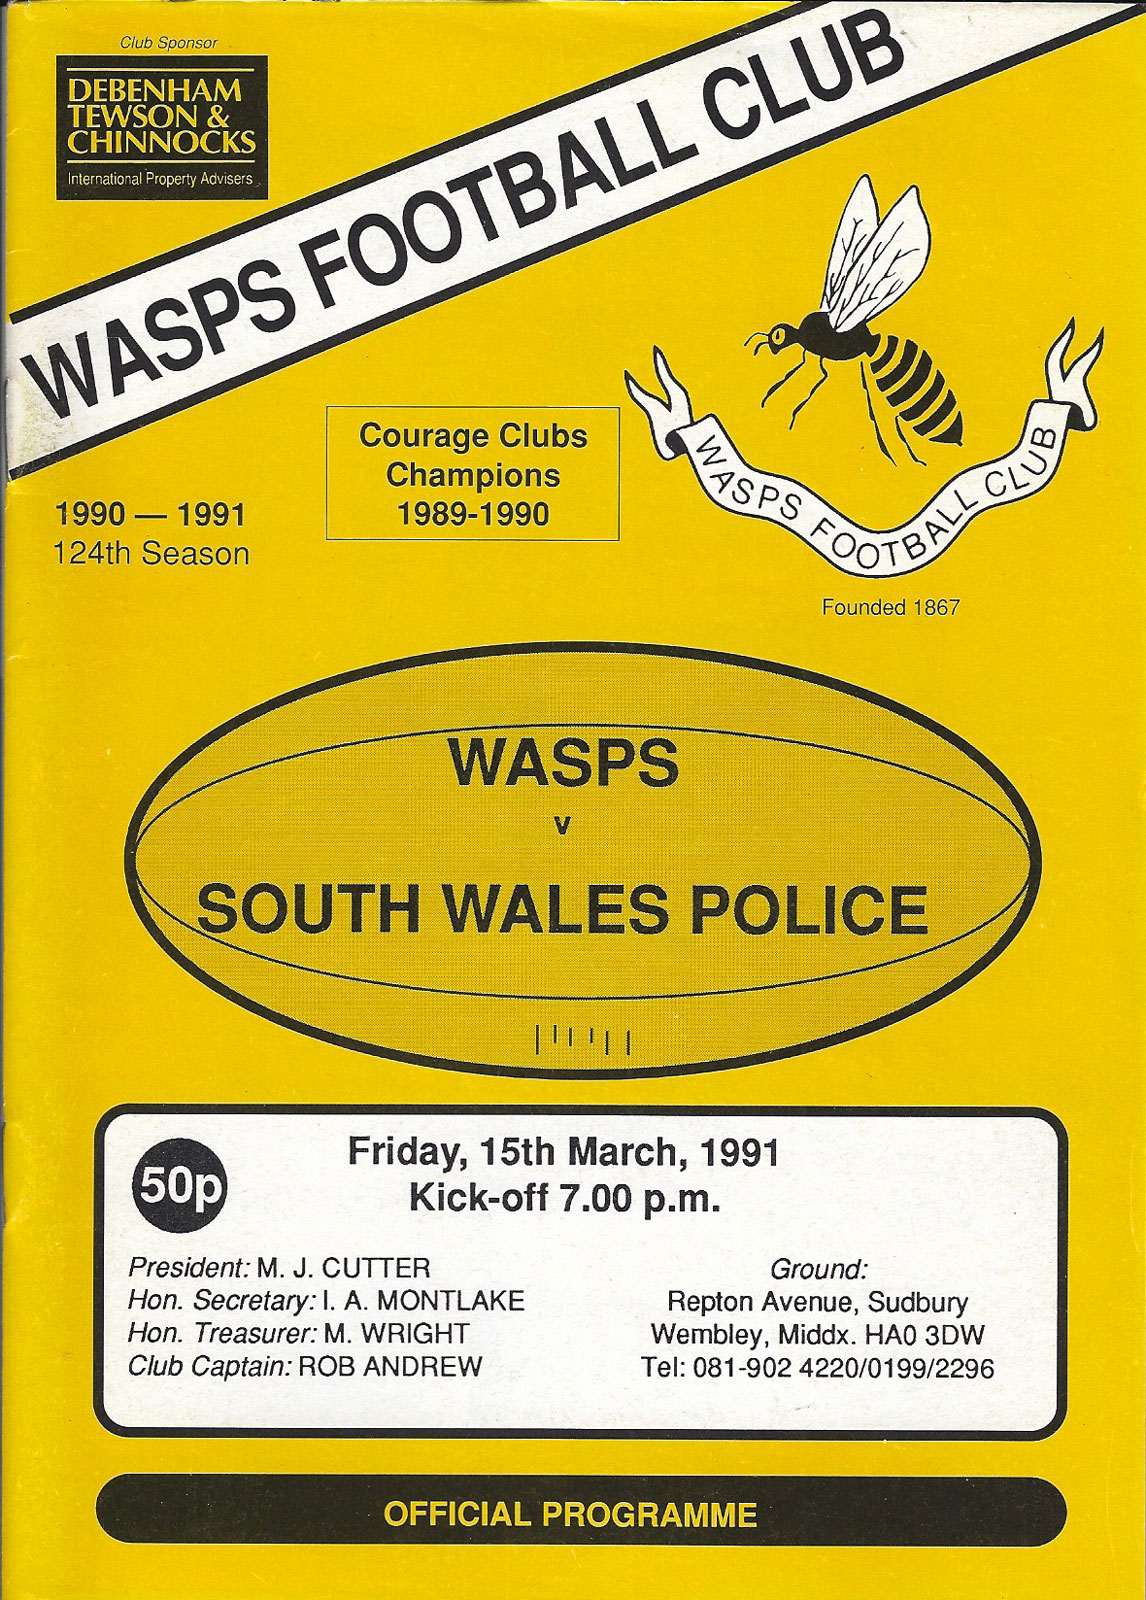 Club Sponsor
DEBENHAM
TEWSON &
CHINNOCKS
International Property Advisers
WASPS FOOTBALL CLUB
Courage Clubs
Champions
1989-1990
1990 — 1991
124th Season
WASPS FOOTBALL CLUB
Founded 1867
WASPS
v
SOUTH WALES POLICE
50p
Friday, 15th March, 1991
Kick-off 7.00 p.m.
President: M. J. CUTTER
Hon. Secretary: I. A. MONTLAKE
Hon. Treasurer: M. WRIGHT
Club Captain: ROB ANDREW
Ground:
Repton Avenue, Sudbury
Wembley, Middx. HA0 3DW
Tel: 081-902 4220/0199/2296
OFFICIAL PROGRAMME